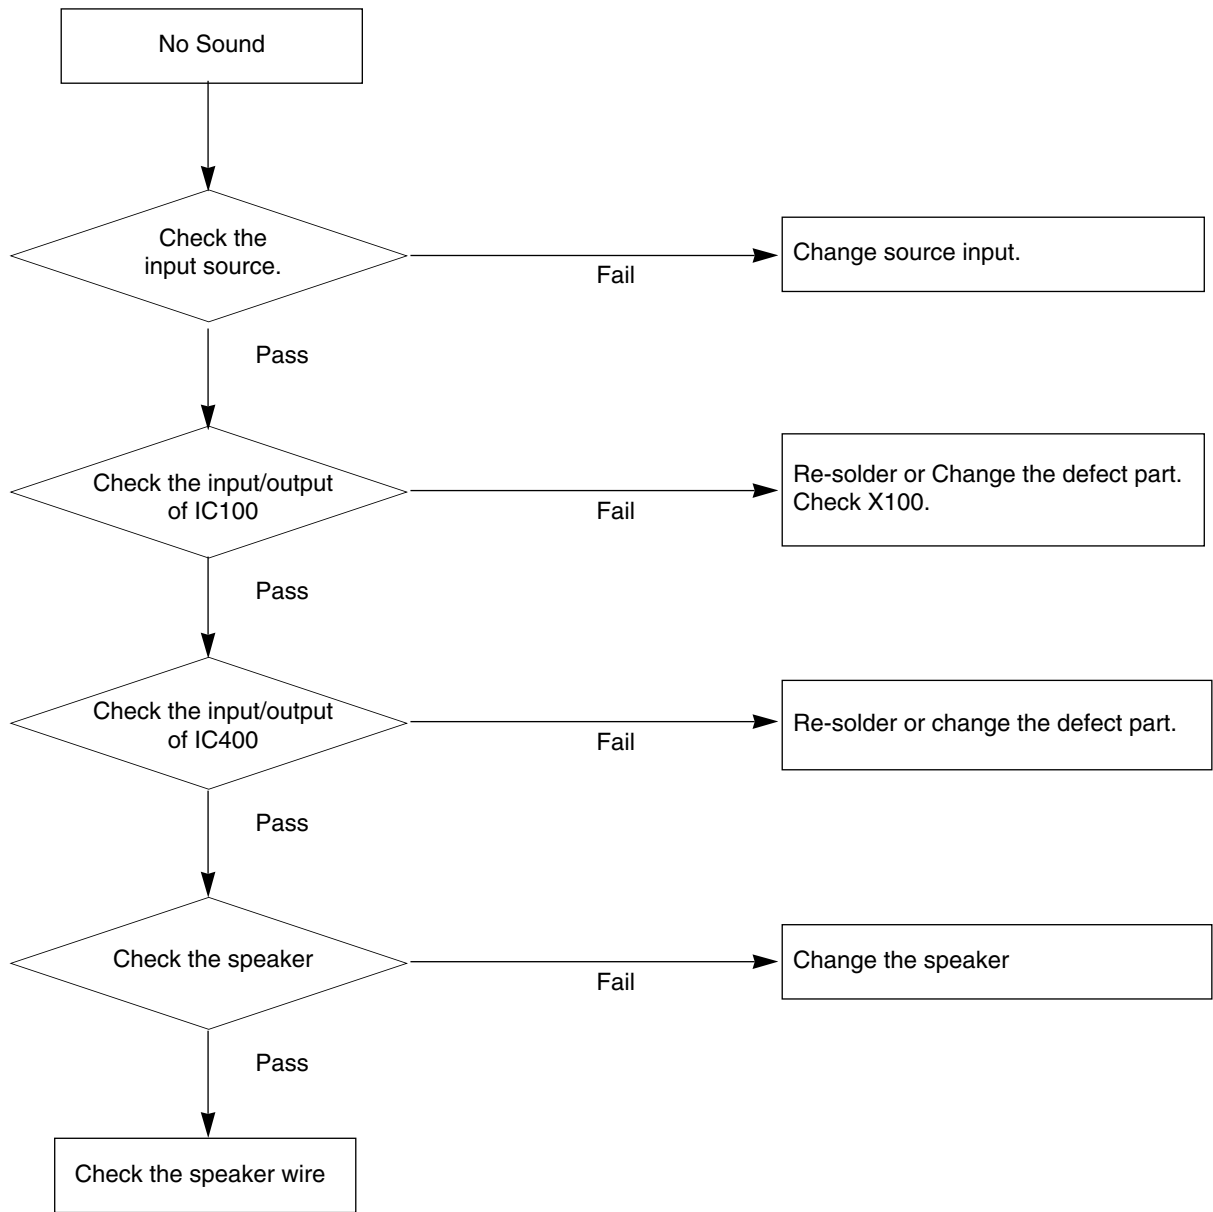 No Sound
Check the
input source.
Fail
Change source input.
Pass
Check the input/output
of IC100
Fail
Re-solder or Change the defect part.
Check X100.
Pass
Check the input/output
of IC400
Fail
Re-solder or change the defect part.
Pass
Check the speaker
Fail
Change the speaker
Pass
Check the speaker wire